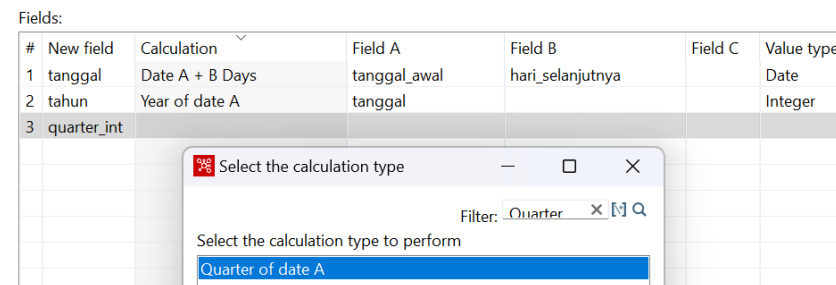 Fields:
# New field Calculation Field A Field B Field C Value type
1 tanggal Date A + B Days tanggal_awal hari_selanjutnya Date
2 tahun Year of date A tanggal Integer
3 quarter_int
Select the calculation type
Filter: Quarter
Select the calculation type to perform
Quarter of date A